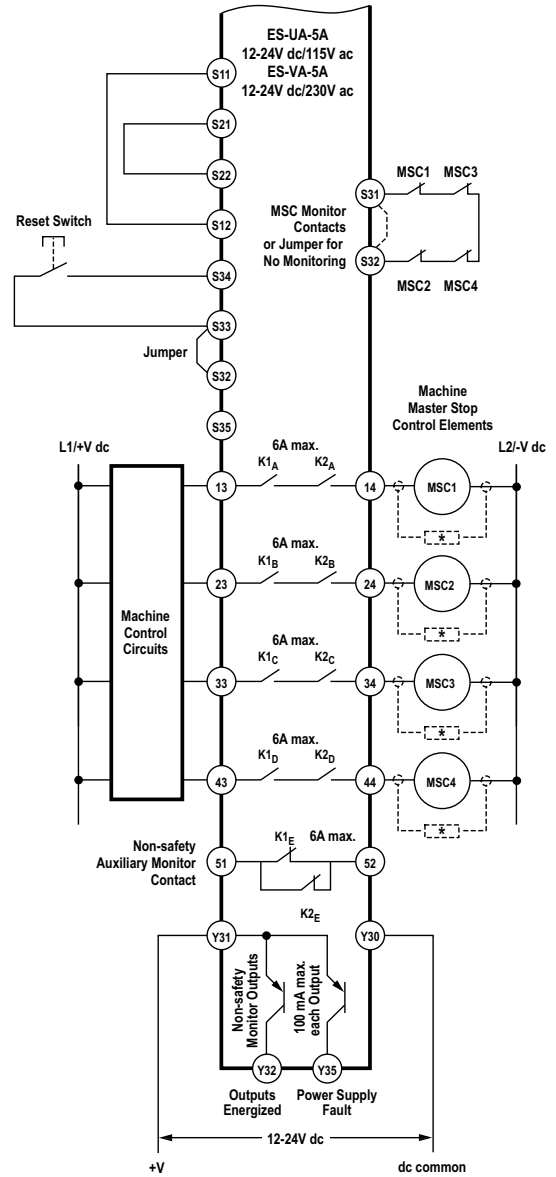 ES-UA-5A
12-24V dc/115V ac
ES-VA-5A
12-24V dc/230V ac
S11
S21
S22
S12
S34
S33
S32
S35
Reset Switch
Jumper
MSC Monitor
Contacts
or Jumper for
No Monitoring
S31
S32
MSC1 MSC3
MSC2 MSC4
Machine
Master Stop
Control Elements
L1/+V dc
L2/-V dc
Machine
Control
Circuits
6A max.
13 K1A K2A 14 MSC1
*
6A max.
23 K1B K2B 24 MSC2
*
6A max.
33 K1C K2C 34 MSC3
*
6A max.
43 K1D K2D 44 MSC4
*
Non-safety
Auxiliary Monitor
Contact
51 K1E 6A max. 52
K2E
Y31
Y30
Non-safety
Monitor Outputs
100 mA max.
each Output
Y32
Y35
Outputs
Energized
Power Supply
Fault
12-24V dc
+V
dc common